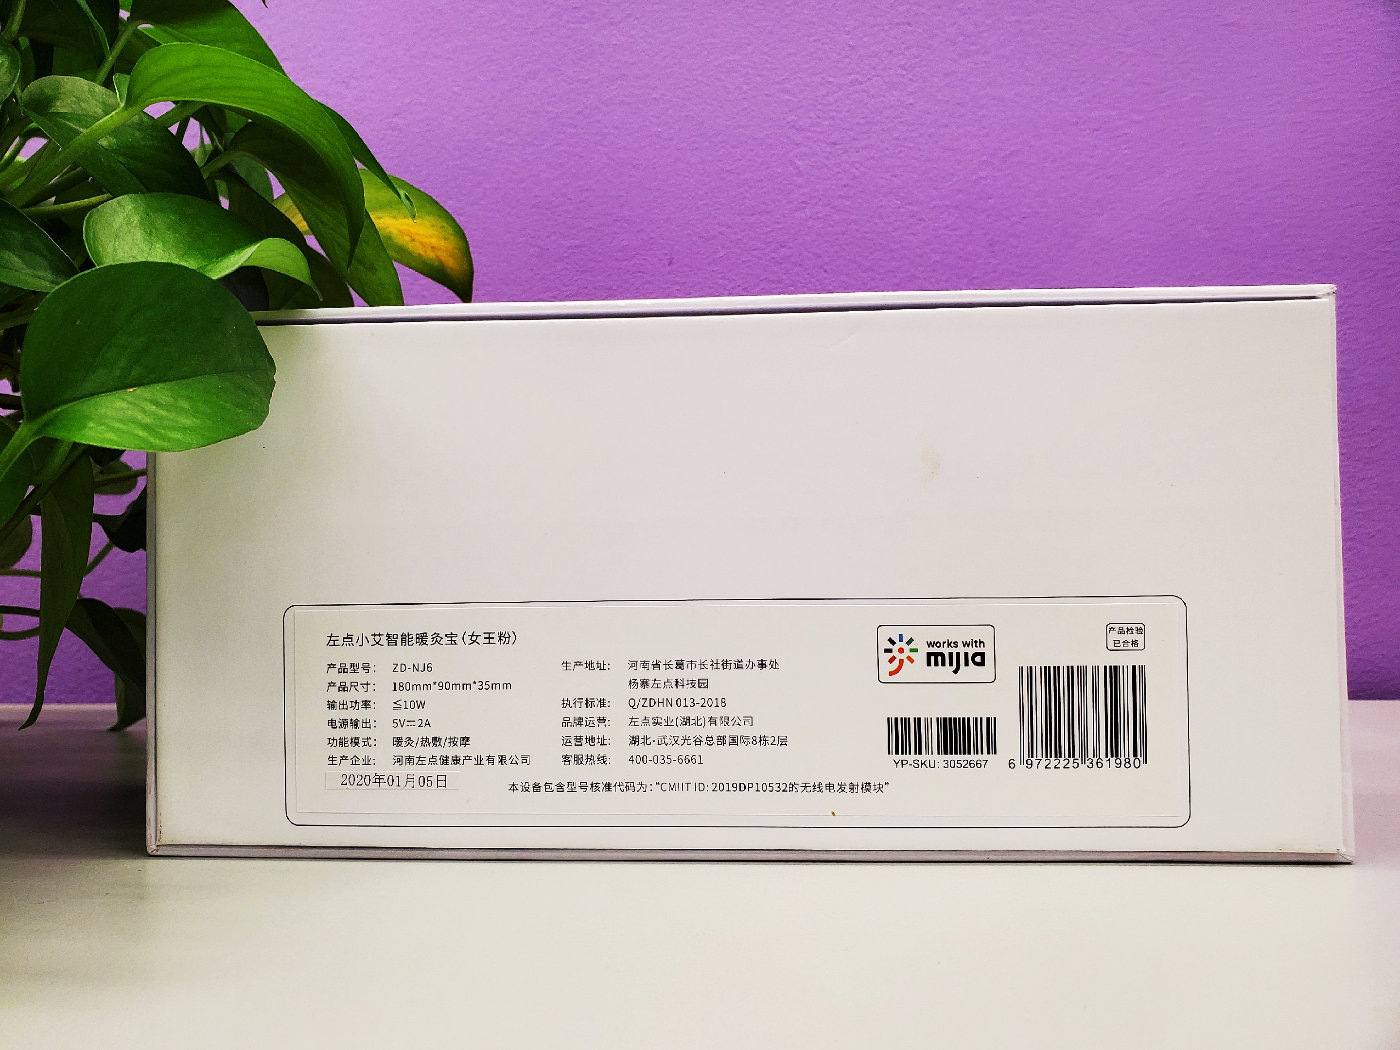 左点小艾智能暖灸宝(女王粉)
产品型号: ZD-NJ6
产品尺寸: 180mm*90mm*35mm
输出功率: ≦10W
电源输出: 5V⎓2A
功能模式: 暖灸/热敷/按摩
生产企业: 河南左点健康产业有限公司
2020年01月05日
生产地址: 河南省长葛市长社街道办事处
杨寨左点科技园
执行标准: Q/ZDHN 013-2018
品牌运营: 左点实业(湖北)有限公司
运营地址: 湖北·武汉光谷总部国际8栋2层
客服热线: 400-035-6661
本设备包含型号核准代码为:“CMIIT ID: 2019DP10532的无线电发射模块”
works with
mijia
YP-SKU: 3052667
产品检验
已合格
6 972225 361980